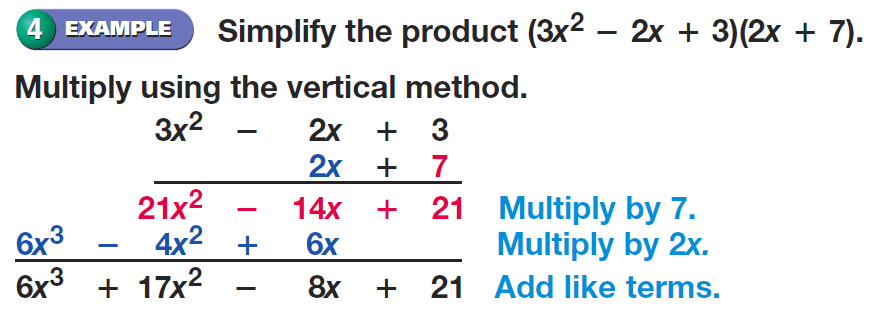 4 EXAMPLE Simplify the product (3x² − 2x + 3)(2x + 7).
Multiply using the vertical method.
3x² − 2x + 3
2x + 7
21x² − 14x + 21 Multiply by 7.
6x³ − 4x² + 6x Multiply by 2x.
6x³ + 17x² − 8x + 21 Add like terms.